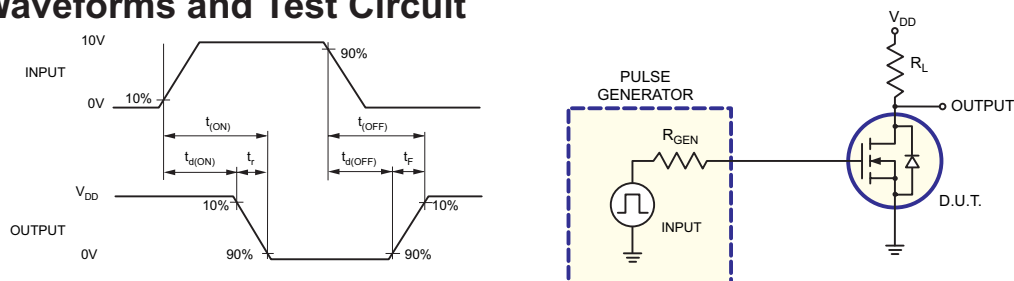 Waveforms and Test Circuit
10V
INPUT
0V
10%
90%
t(ON)
t(OFF)
td(ON)
tr
td(OFF)
tF
VDD
OUTPUT
0V
10%
10%
90%
90%
PULSE
GENERATOR
RGEN
INPUT
VDD
RL
OUTPUT
D.U.T.